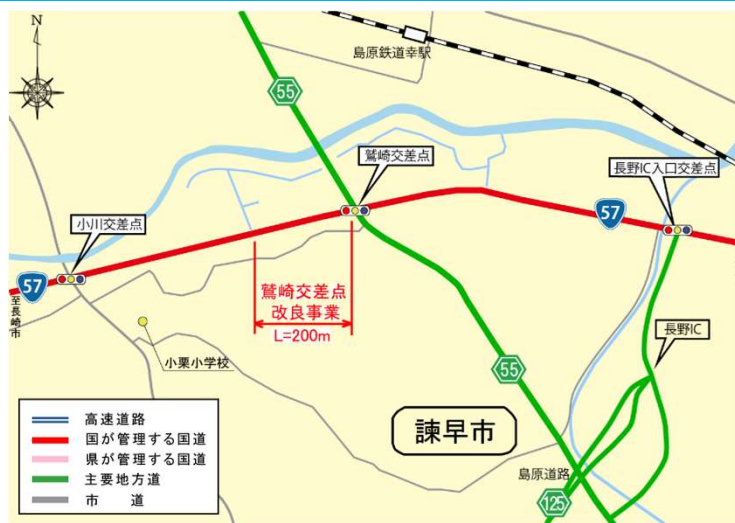 N
島原鉄道幸駅
55
鷲崎交差点
長野IC入口交差点
小川交差点
57
57
至長崎市
鷲崎交差点
改良事業
L=200m
小栗小学校
長野IC
55
諫早市
島原道路
125
高速道路
国が管理する国道
県が管理する国道
主要地方道
市　　道